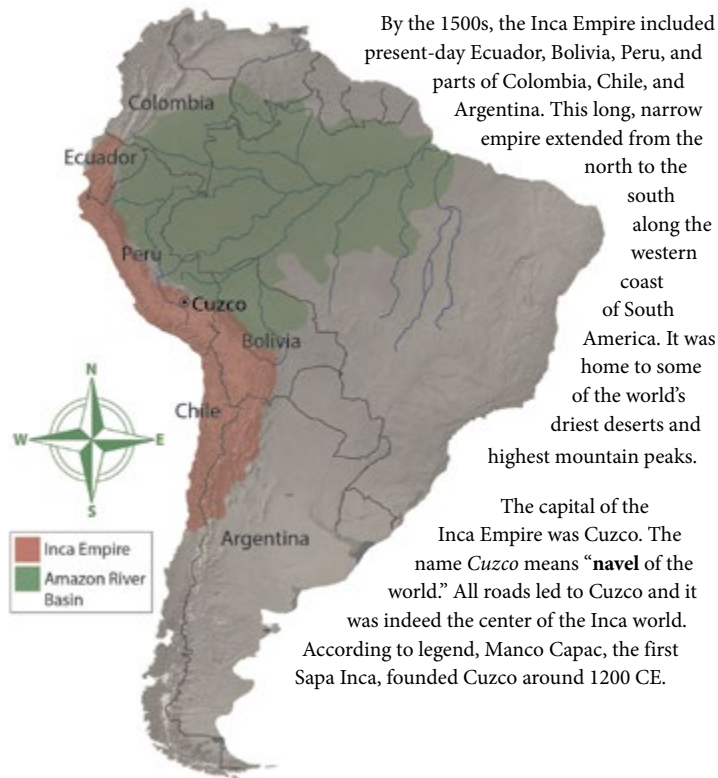 By the 1500s, the Inca Empire included
present-day Ecuador, Bolivia, Peru, and
parts of Colombia, Chile, and
Argentina. This long, narrow
empire extended from the
north to the
south
along the
western
coast
of South
America. It was
home to some
of the world’s
driest deserts and
highest mountain peaks.
The capital of the
Inca Empire was Cuzco. The
name Cuzco means “navel of the
world.” All roads led to Cuzco and it
was indeed the center of the Inca world.
According to legend, Manco Capac, the first
Sapa Inca, founded Cuzco around 1200 CE.
Colombia
Ecuador
Peru
Cuzco
Bolivia
Chile
Argentina
N
W
E
S
Inca Empire
Amazon River
Basin